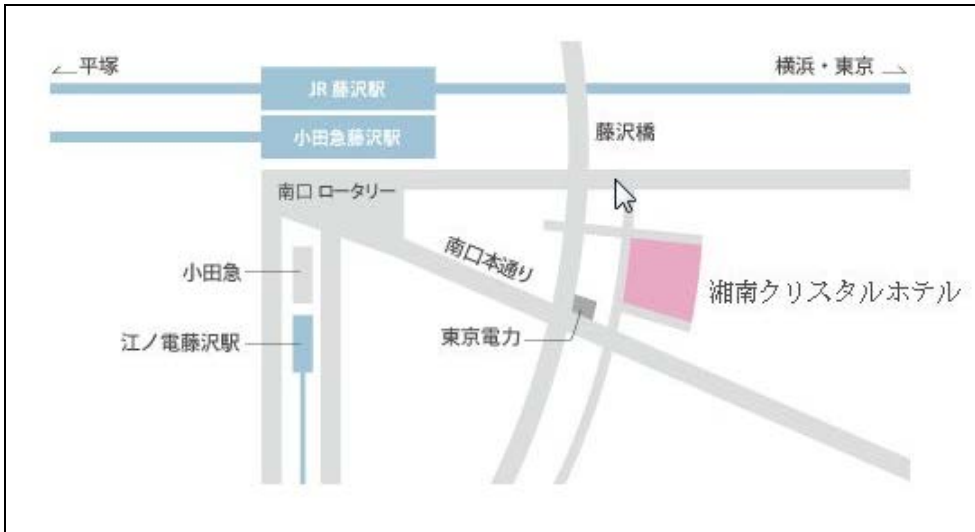 平塚
横浜・東京
JR 藤沢駅
小田急藤沢駅
藤沢橋
南口 ロータリー
南口本通り
小田急
湘南クリスタルホテル
江ノ電藤沢駅
東京電力